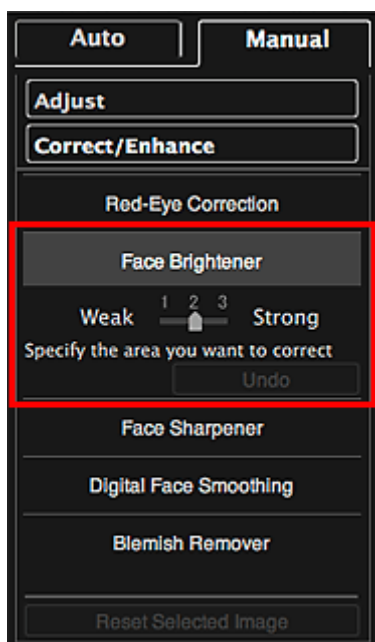 Auto Manual
Adjust
Correct/Enhance
Red-Eye Correction
Face Brightener
1 2 3
Weak Strong
Specify the area you want to correct
Undo
Face Sharpener
Digital Face Smoothing
Blemish Remover
Reset Selected Image